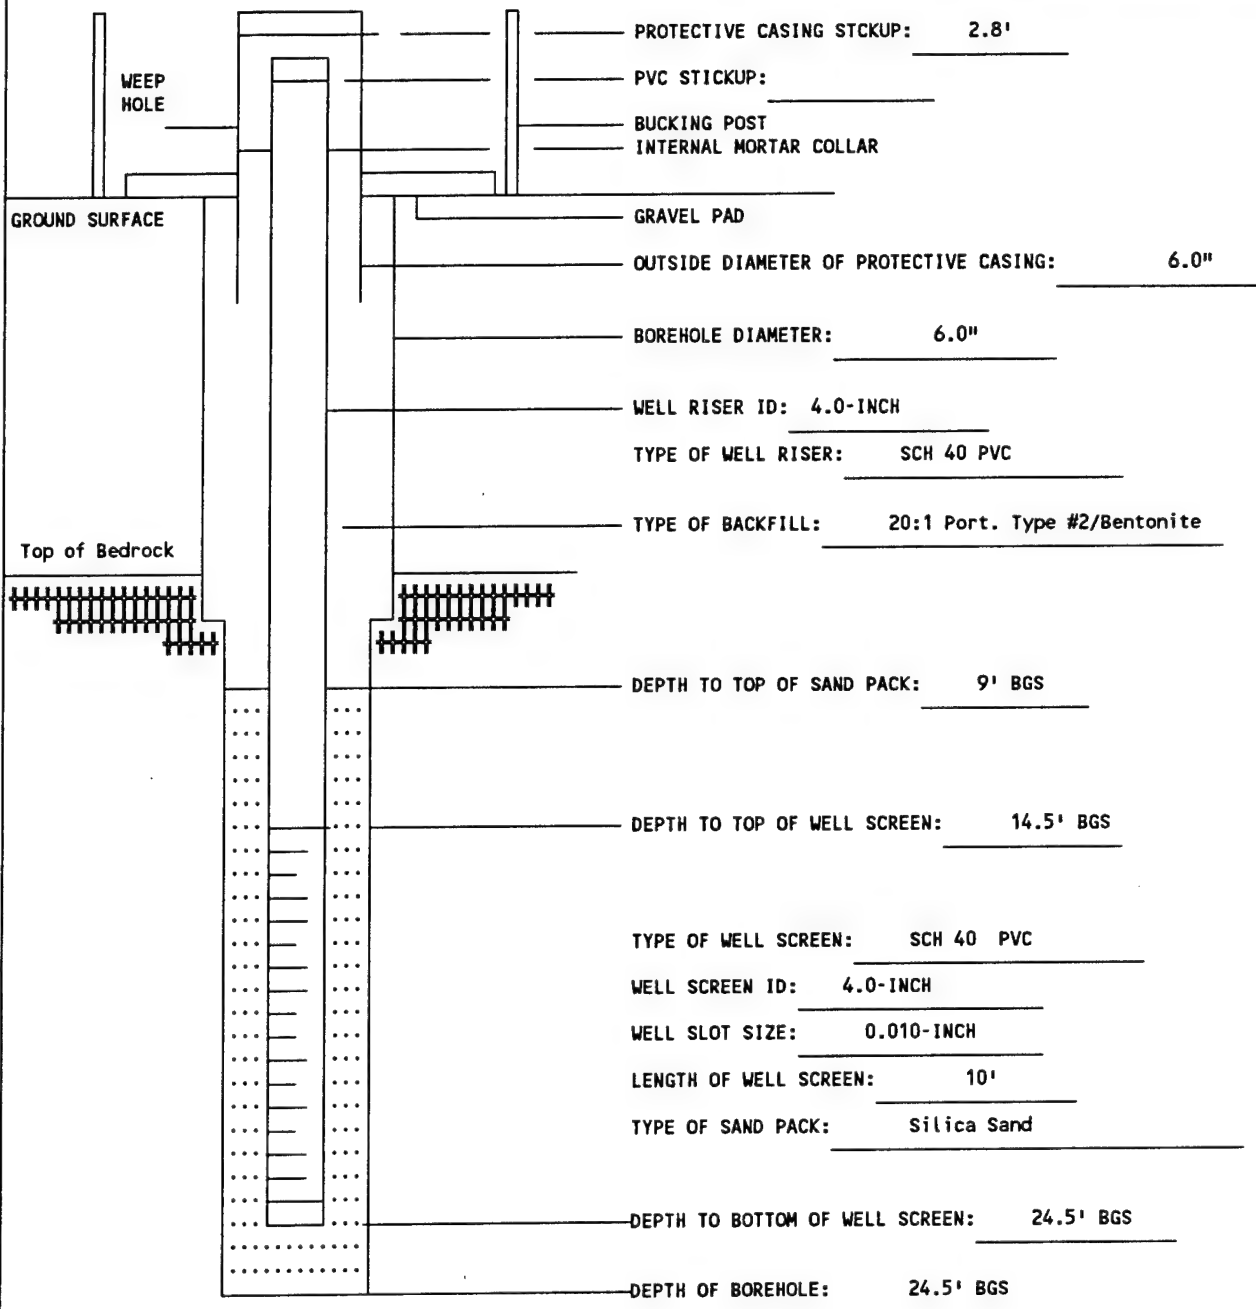 PROTECTIVE CASING STCKUP: 2.8'
WEEP
HOLE
PVC STICKUP:
BUCKING POST
INTERNAL MORTAR COLLAR
GROUND SURFACE
GRAVEL PAD
OUTSIDE DIAMETER OF PROTECTIVE CASING: 6.0"
BOREHOLE DIAMETER: 6.0"
WELL RISER ID: 4.0-INCH
TYPE OF WELL RISER: SCH 40 PVC
TYPE OF BACKFILL: 20:1 Port. Type #2/Bentonite
Top of Bedrock
DEPTH TO TOP OF SAND PACK: 9' BGS
DEPTH TO TOP OF WELL SCREEN: 14.5' BGS
TYPE OF WELL SCREEN: SCH 40 PVC
WELL SCREEN ID: 4.0-INCH
WELL SLOT SIZE: 0.010-INCH
LENGTH OF WELL SCREEN: 10'
TYPE OF SAND PACK: Silica Sand
DEPTH TO BOTTOM OF WELL SCREEN: 24.5' BGS
DEPTH OF BOREHOLE: 24.5' BGS